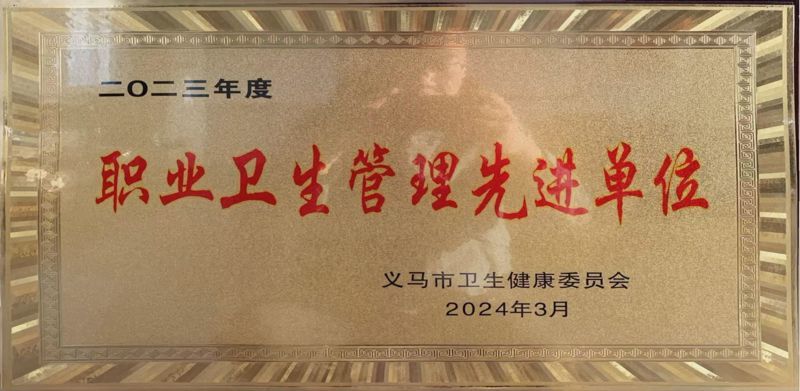 二〇二三年度
职业卫生管理先进单位
义马市卫生健康委员会
2024年3月